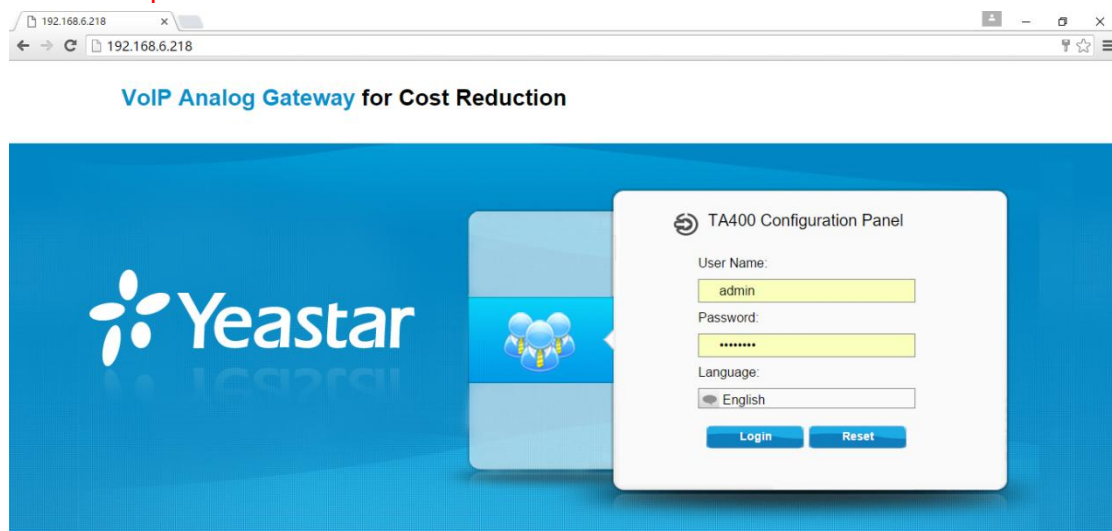 192.168.6.218
192.168.6.218
VoIP Analog Gateway for Cost Reduction
Yeastar
TA400 Configuration Panel
User Name:
admin
Password:
••••••••
Language:
English
Login Reset